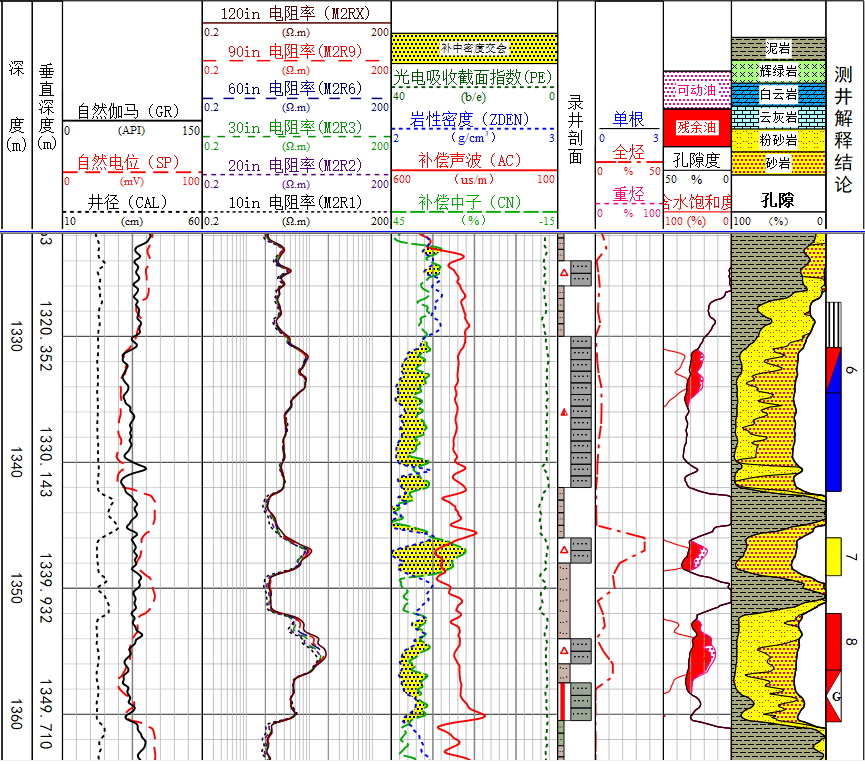 深
度
(m)
垂直深度
(m)
自然伽马 (GR)
0 (API) 150
自然电位 (SP)
0 (mV) 100
井径 (CAL)
10 (cm) 60
120in 电阻率 (M2RX)
0.2 (Ω.m) 200
90in 电阻率(M2R9)
0.2 (Ω.m) 200
60in 电阻率 (M2R6)
0.2 (Ω.m) 200
30in 电阻率(M2R3)
0.2 (Ω.m) 200
20in 电阻率(M2R2)
0.2 (Ω.m) 200
10in 电阻率(M2R1)
0.2 (Ω.m) 200
补中密度交会
光电吸收截面指数(PE)
40 (b/e) 0
岩性密度 (ZDEN)
2 (g/cm³) 3
补偿声波 (AC)
600 (us/m) 100
补偿中子 (CN)
45 (%) -15
录井剖面
单根
0 3
全烃
0 % 50
重烃
0 % 100
可动油
残余油
孔隙度
50 % 0
含水饱和度
100 (%) 0
泥岩
辉绿岩
白云岩
云灰岩
粉砂岩
砂岩
孔隙
100 (%) 0
测井解释结论
3
1330
1320.352
1340
1330.143
1350
1339.932
1360
1349.710
6
7
8
G